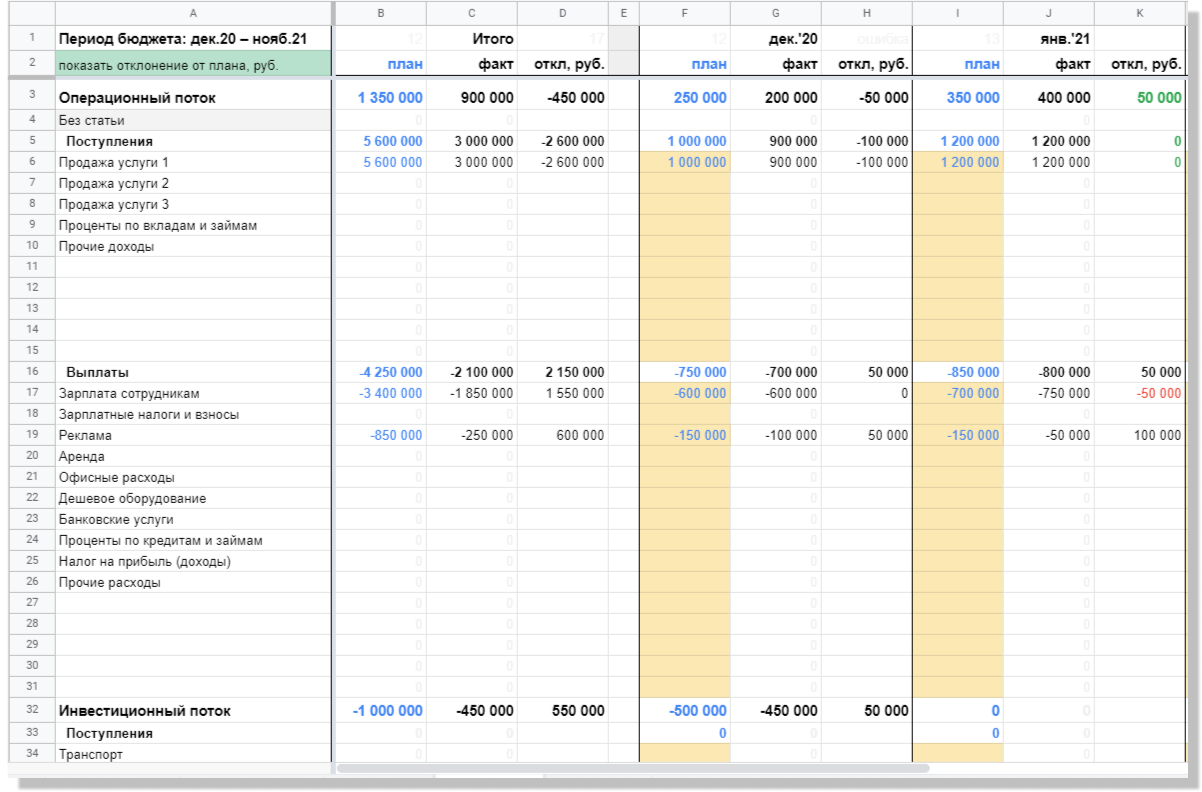 A B C D E F G H I J K
1 Период бюджета: дек.20 – нояб.21 12 Итого 17 12 дек.'20 ошибка 13 янв.'21
2 показать отклонение от плана, руб. план факт откл, руб. план факт откл, руб. план факт откл, руб.
3 Операционный поток 1 350 000 900 000 -450 000 250 000 200 000 -50 000 350 000 400 000 50 000
4 Без статьи 0 0 0 0
5 Поступления 5 600 000 3 000 000 -2 600 000 1 000 000 900 000 -100 000 1 200 000 1 200 000 0
6 Продажа услуги 1 5 600 000 3 000 000 -2 600 000 1 000 000 900 000 -100 000 1 200 000 1 200 000 0
7 Продажа услуги 2 0 0 0 0
8 Продажа услуги 3 0 0 0 0
9 Проценты по вкладам и займам 0 0 0 0
10 Прочие доходы 0 0 0 0
11 0 0 0 0
12 0 0 0 0
13 0 0 0 0
14 0 0 0 0
15 0 0 0 0
16 Выплаты -4 250 000 -2 100 000 2 150 000 -750 000 -700 000 50 000 -850 000 -800 000 50 000
17 Зарплата сотрудникам -3 400 000 -1 850 000 1 550 000 -600 000 -600 000 0 -700 000 -750 000 -50 000
18 Зарплатные налоги и взносы 0 0 0 0
19 Реклама -850 000 -250 000 600 000 -150 000 -100 000 50 000 -150 000 -50 000 100 000
20 Аренда 0 0 0 0
21 Офисные расходы 0 0 0 0
22 Дешевое оборудование 0 0 0 0
23 Банковские услуги 0 0 0 0
24 Проценты по кредитам и займам 0 0 0 0
25 Налог на прибыль (доходы) 0 0 0 0
26 Прочие расходы 0 0 0 0
27 0 0 0 0
28 0 0 0 0
29 0 0 0 0
30 0 0 0 0
31 0 0 0 0
32 Инвестиционный поток -1 000 000 -450 000 550 000 -500 000 -450 000 50 000 0 0
33 Поступления 0 0 0 0 0 0
34 Транспорт 0 0 0 0